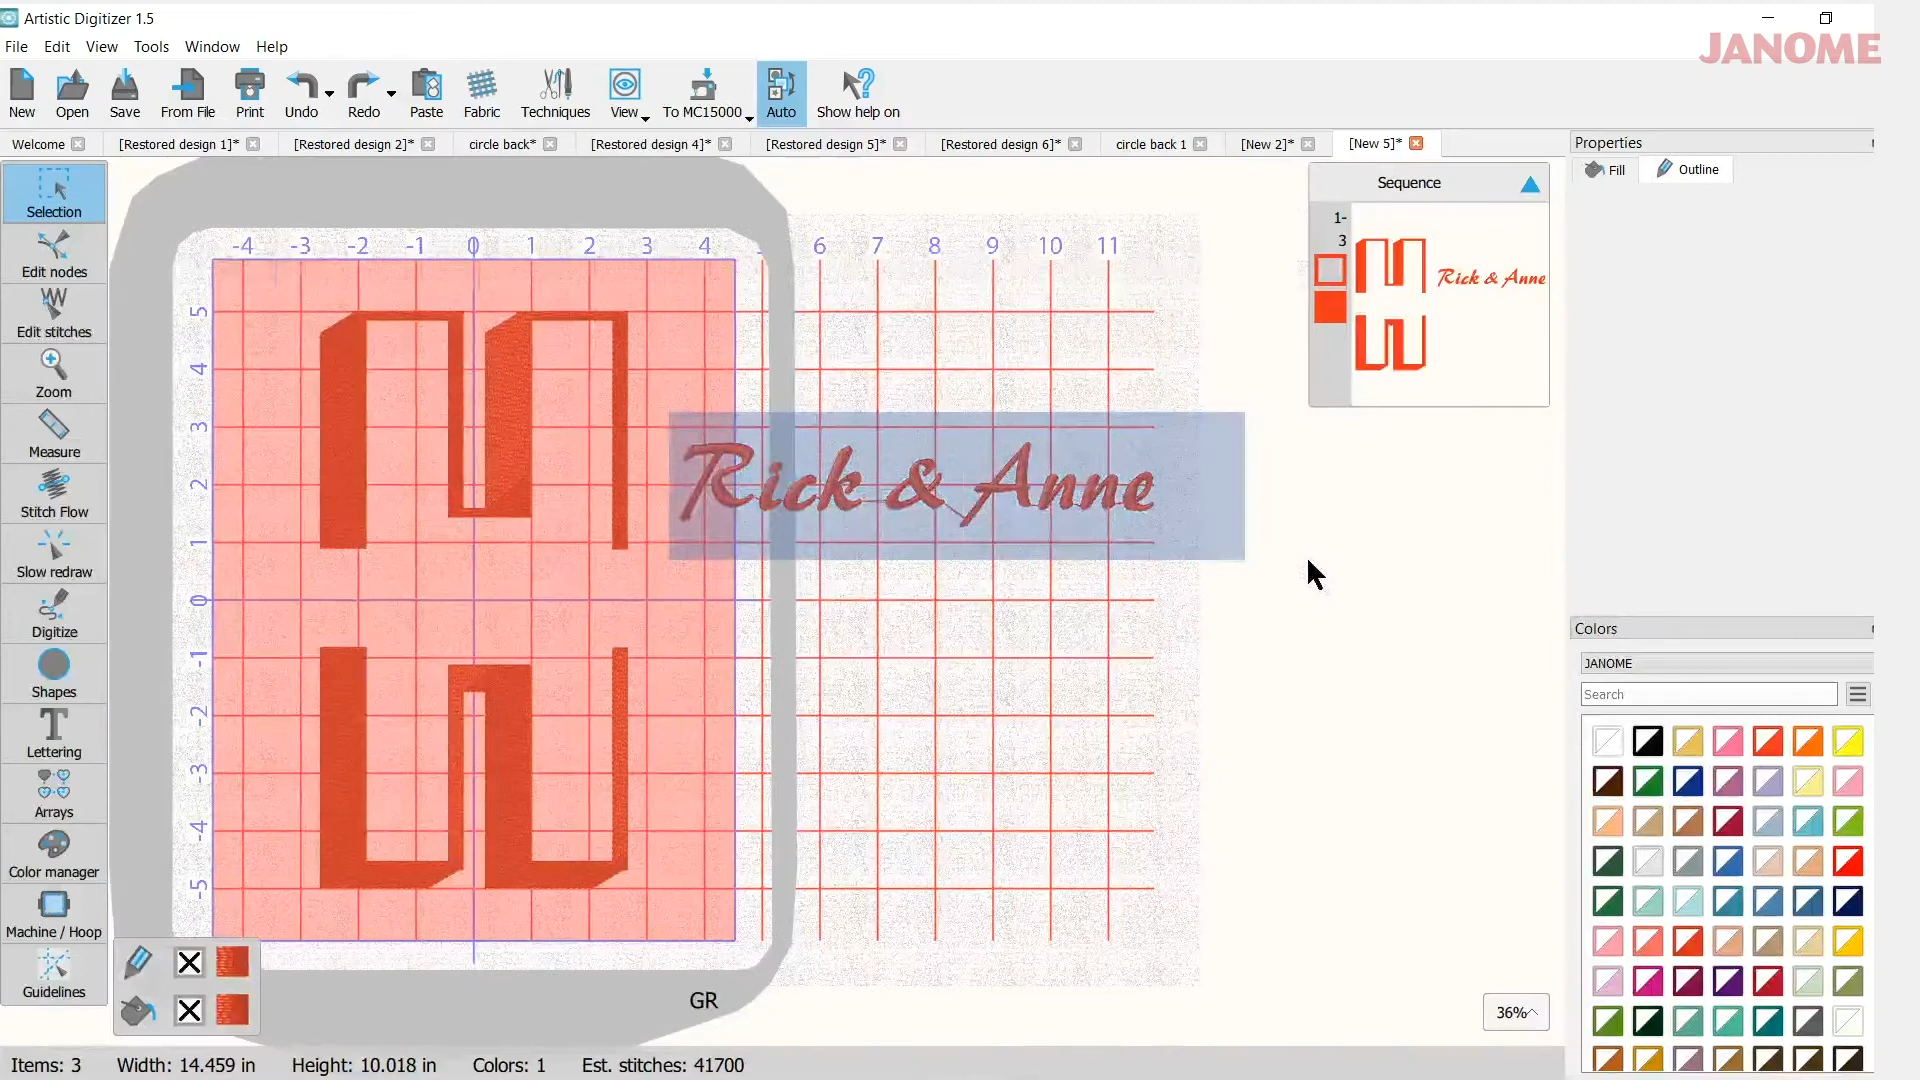 Artistic Digitizer 1.5
JANOME
File Edit View Tools Window Help
New Open Save From File Print Undo Redo Paste Fabric Techniques View To MC15000 Auto Show help on
Welcome [Restored design 1]* [Restored design 2]* circle back* [Restored design 4]* [Restored design 5]* [Restored design 6]* circle back 1 [New 2]* [New 5]*
Properties
Fill Outline
Selection
Edit nodes
Edit stitches
Zoom
Measure
Stitch Flow
Slow redraw
Digitize
Shapes
Lettering
Arrays
Color manager
Machine / Hoop
Guidelines
-4 -3 -2 -1 0 1 2 3 4 6 7 8 9 10 11
5
4
3
2
1
0
-1
-2
-3
-4
-5
Rick & Anne
GR
Sequence
1-
3
Rick & Anne
Colors
JANOME
Search
36%
Items: 3 Width: 14.459 in Height: 10.018 in Colors: 1 Est. stitches: 41700